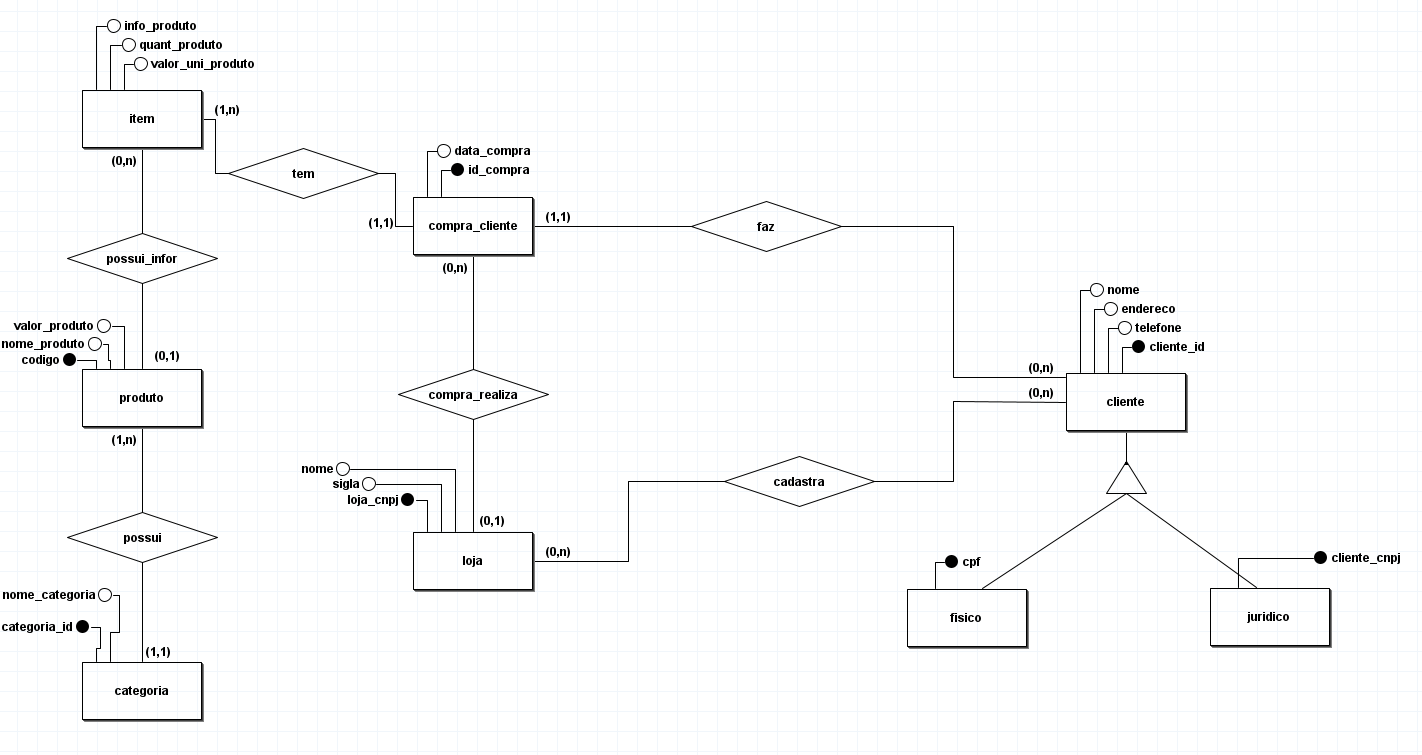 info_produto
quant_produto
valor_uni_produto
item
(1,n)
(0,n)
tem
data_compra
id_compra
(1,1)
compra_cliente
(1,1)
(0,n)
faz
possui_infor
valor_produto
nome_produto
codigo
(0,1)
produto
(1,n)
compra_realiza
nome
endereco
telefone
cliente_id
(0,n)
(0,n)
cliente
nome
sigla
loja_cnpj
(0,1)
loja
(0,n)
cadastra
possui
nome_categoria
categoria_id
(1,1)
categoria
cpf
fisico
cliente_cnpj
juridico